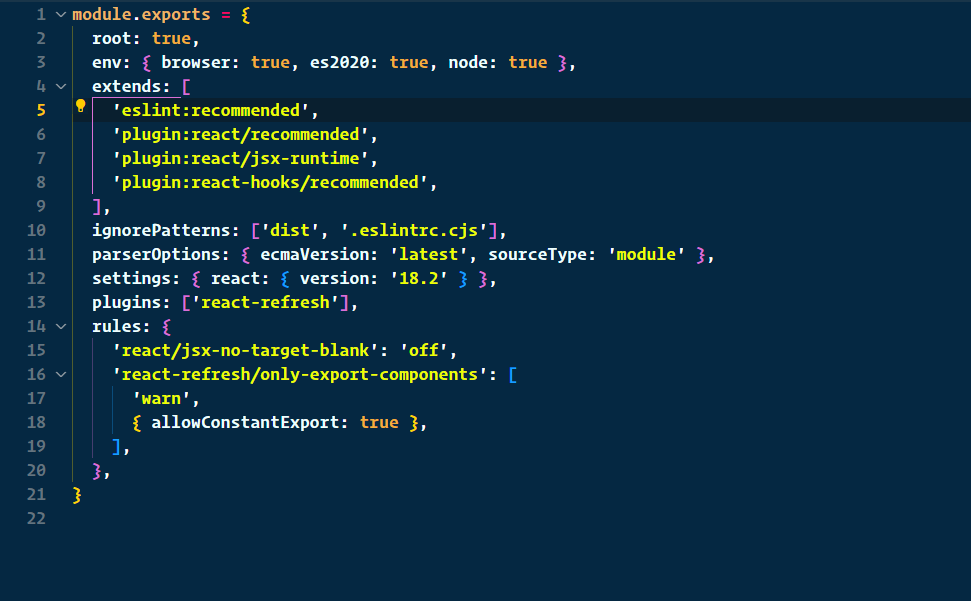 1 module.exports = {
2   root: true,
3   env: { browser: true, es2020: true, node: true },
4   extends: [
5     'eslint:recommended',
6     'plugin:react/recommended',
7     'plugin:react/jsx-runtime',
8     'plugin:react-hooks/recommended',
9   ],
10   ignorePatterns: ['dist', '.eslintrc.cjs'],
11   parserOptions: { ecmaVersion: 'latest', sourceType: 'module' },
12   settings: { react: { version: '18.2' } },
13   plugins: ['react-refresh'],
14   rules: {
15     'react/jsx-no-target-blank': 'off',
16     'react-refresh/only-export-components': [
17       'warn',
18       { allowConstantExport: true },
19     ],
20   },
21 }
22